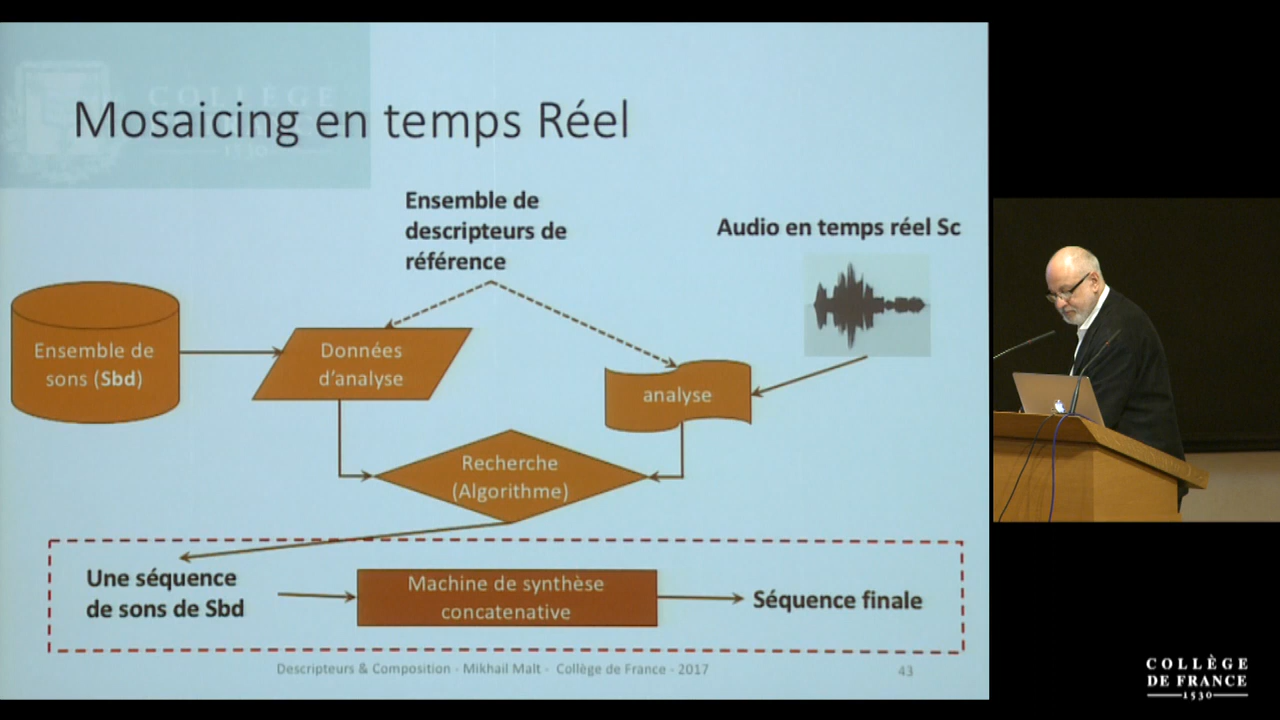 COLLÈGE
1530
Mosaicing en temps Réel
Ensemble de
descripteurs de
référence
Audio en temps réel Sc
Ensemble de
sons (Sbd)
Données
d'analyse
analyse
Recherche
(Algorithme)
Une séquence
de sons de Sbd
Machine de synthèse
concatenative
Séquence finale
Descripteurs & Composition - Mikhail Malt - Collège de France - 2017
43
COLLÈGE
DE FRANCE
1530